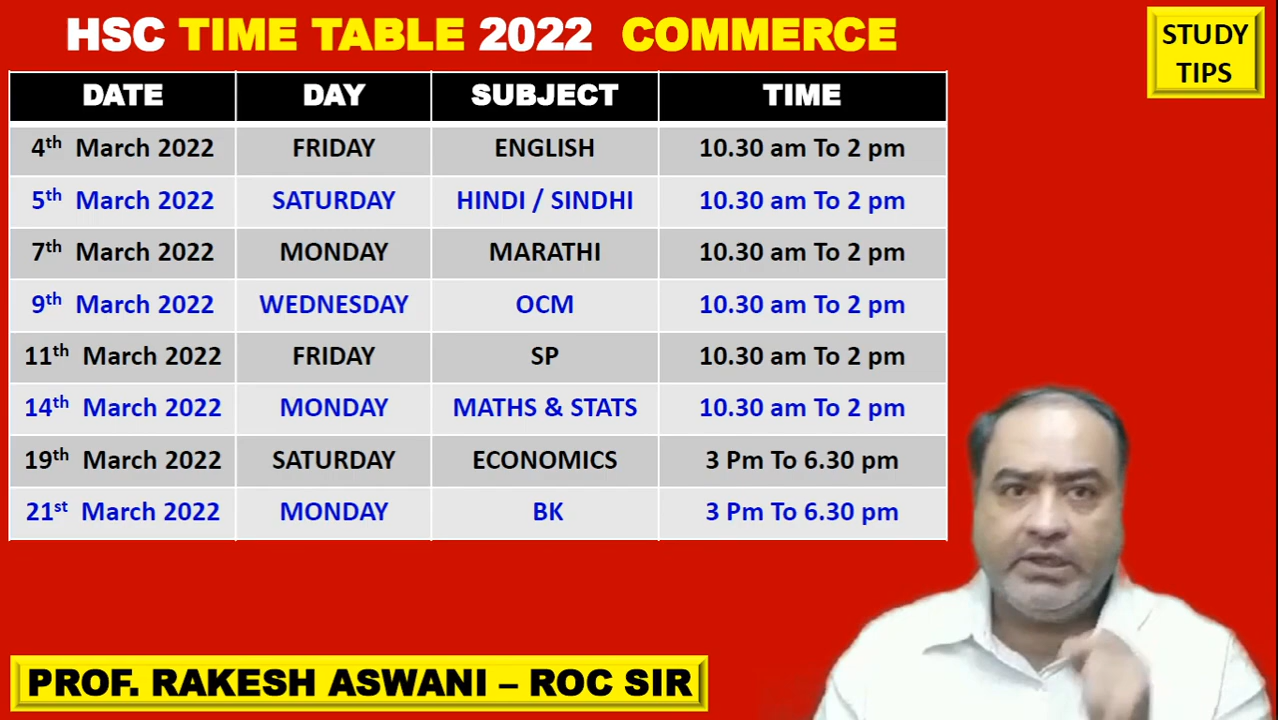 HSC TIME TABLE 2022 COMMERCE
STUDY
TIPS
DATE DAY SUBJECT TIME
4th March 2022 FRIDAY ENGLISH 10.30 am To 2 pm
5th March 2022 SATURDAY HINDI / SINDHI 10.30 am To 2 pm
7th March 2022 MONDAY MARATHI 10.30 am To 2 pm
9th March 2022 WEDNESDAY OCM 10.30 am To 2 pm
11th March 2022 FRIDAY SP 10.30 am To 2 pm
14th March 2022 MONDAY MATHS & STATS 10.30 am To 2 pm
19th March 2022 SATURDAY ECONOMICS 3 Pm To 6.30 pm
21st March 2022 MONDAY BK 3 Pm To 6.30 pm
PROF. RAKESH ASWANI – ROC SIR